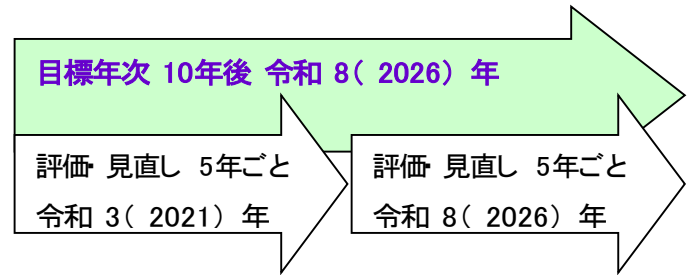 目標年次 10年後 令和 8( 2026) 年
評価・見直し 5年ごと
令和 3( 2021) 年
評価・見直し 5年ごと
令和 8( 2026) 年